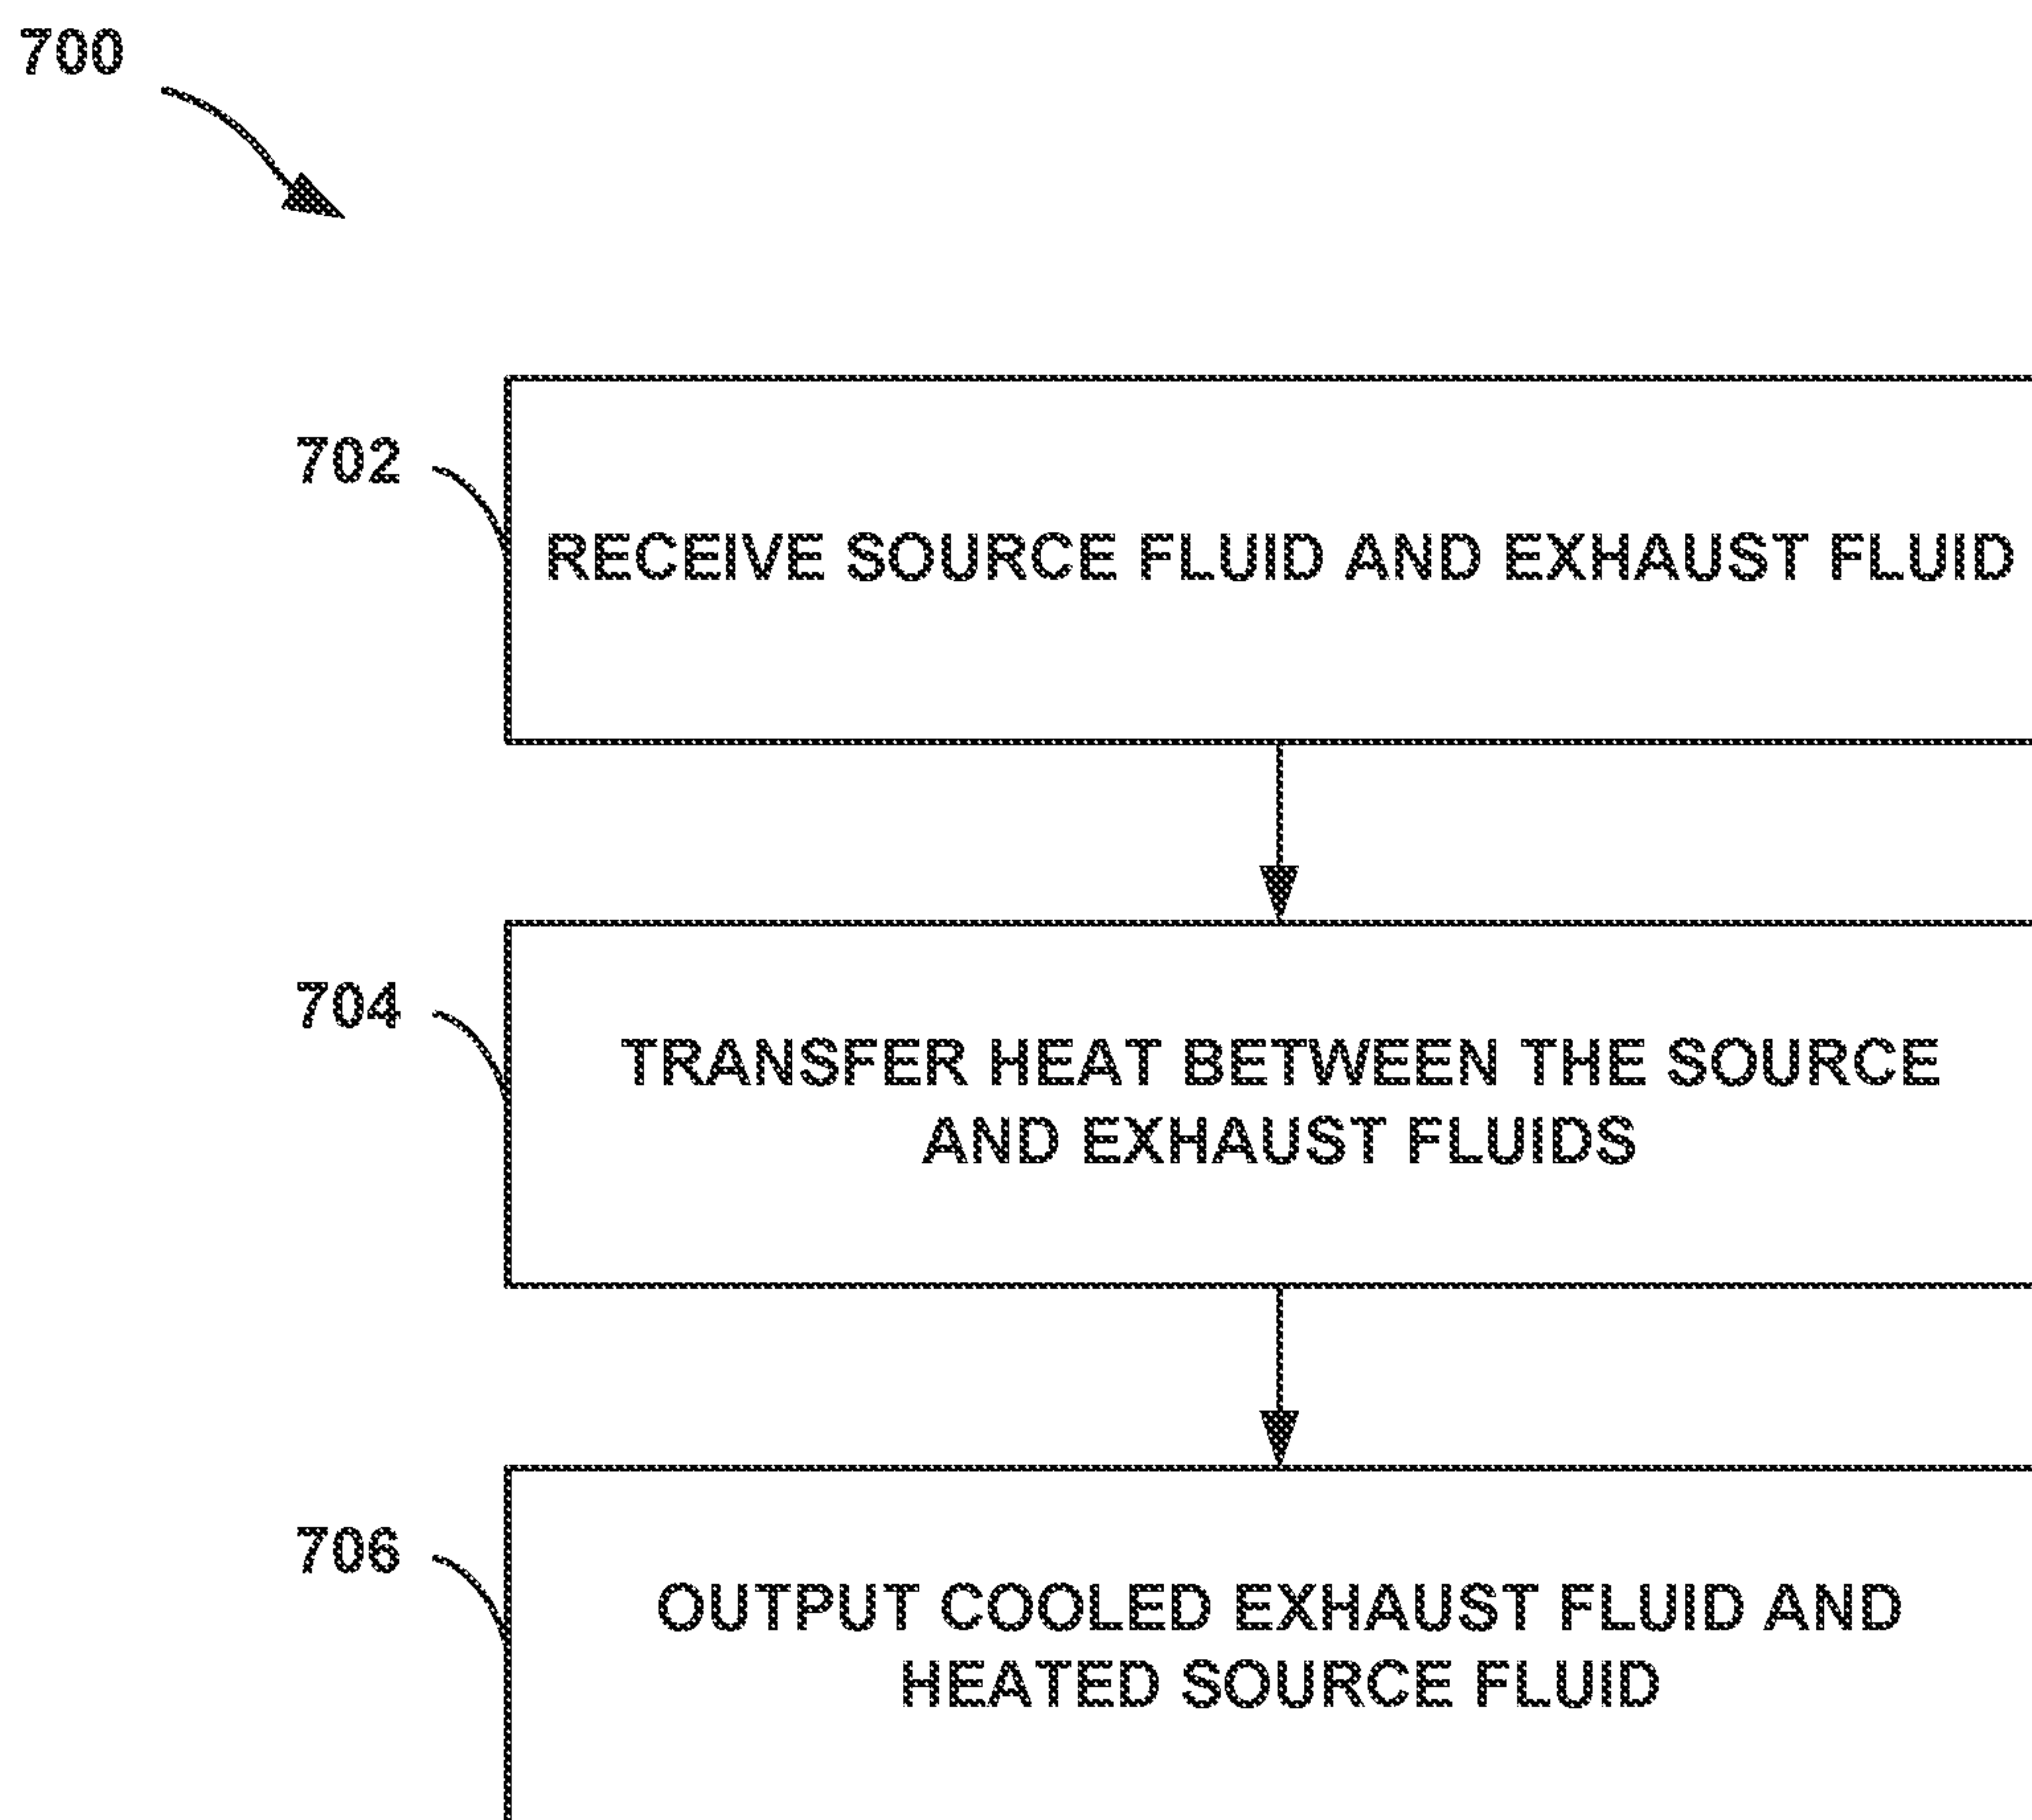 700
702
RECEIVE SOURCE FLUID AND EXHAUST FLUID
704
TRANSFER HEAT BETWEEN THE SOURCE
AND EXHAUST FLUIDS
706
OUTPUT COOLED EXHAUST FLUID AND
HEATED SOURCE FLUID